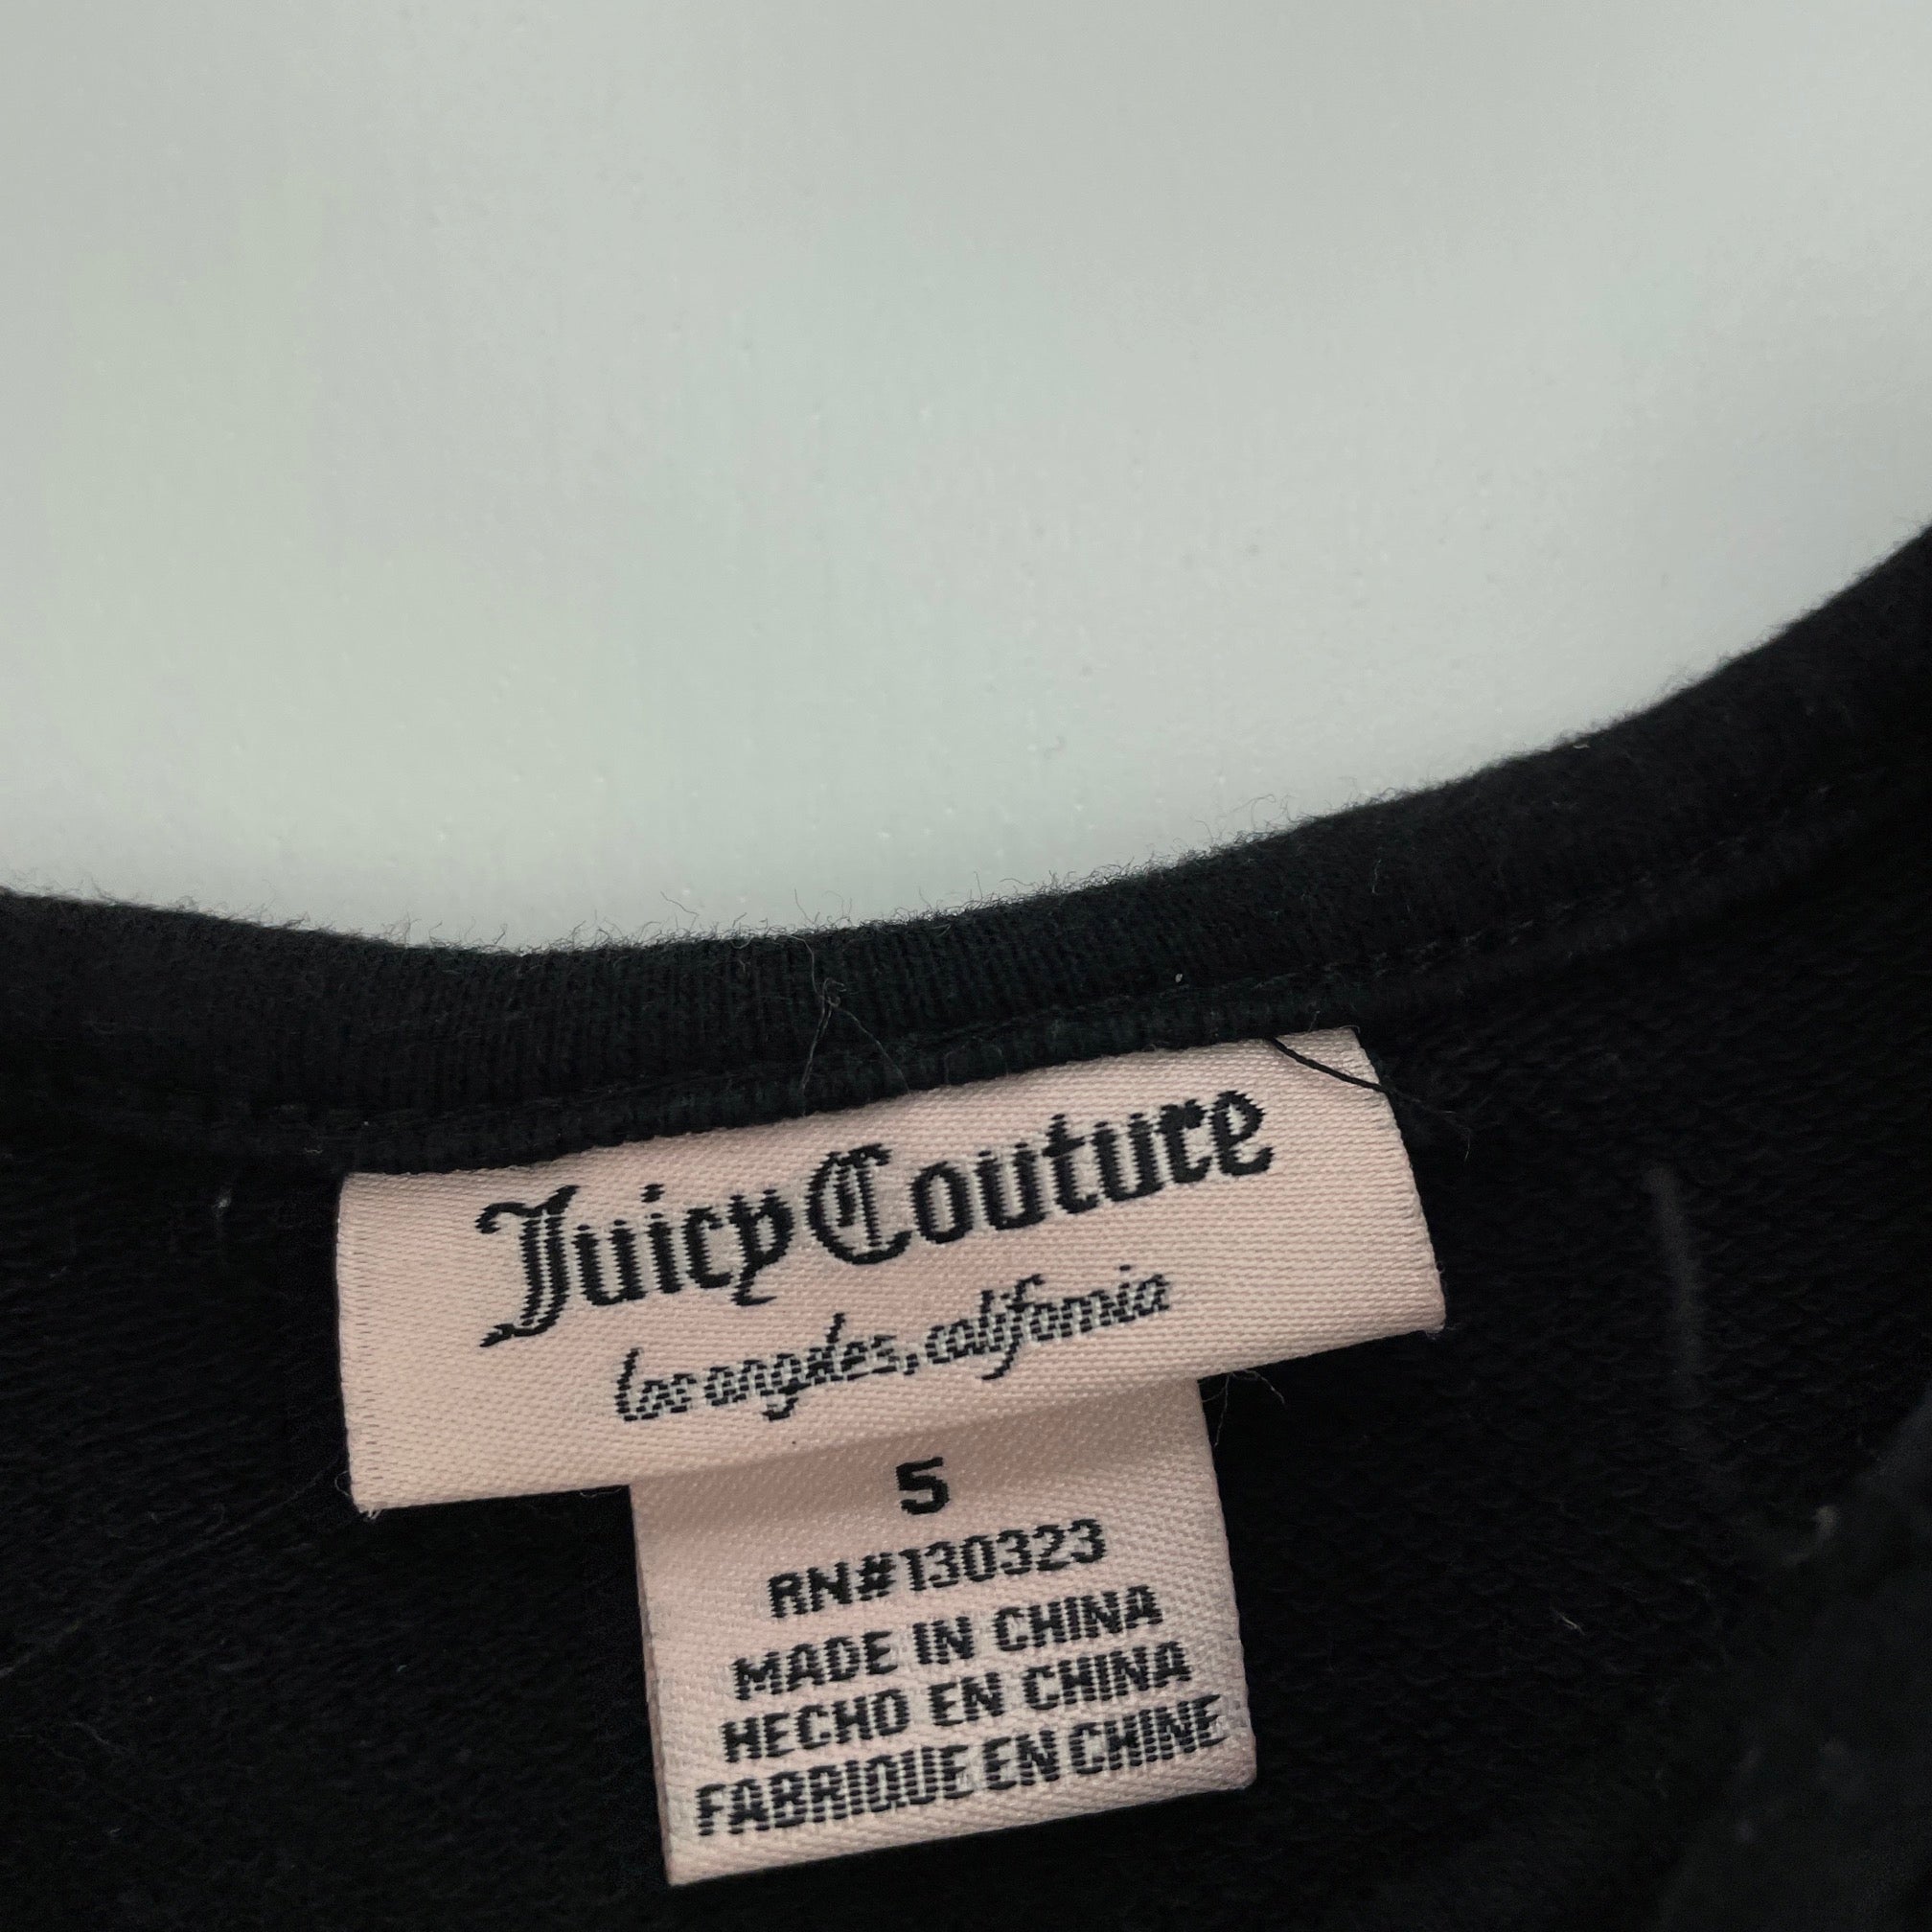 Juicy Couture
los angeles, california
5
RN#130323
MADE IN CHINA
HECHO EN CHINA
FABRIQUE EN CHINE